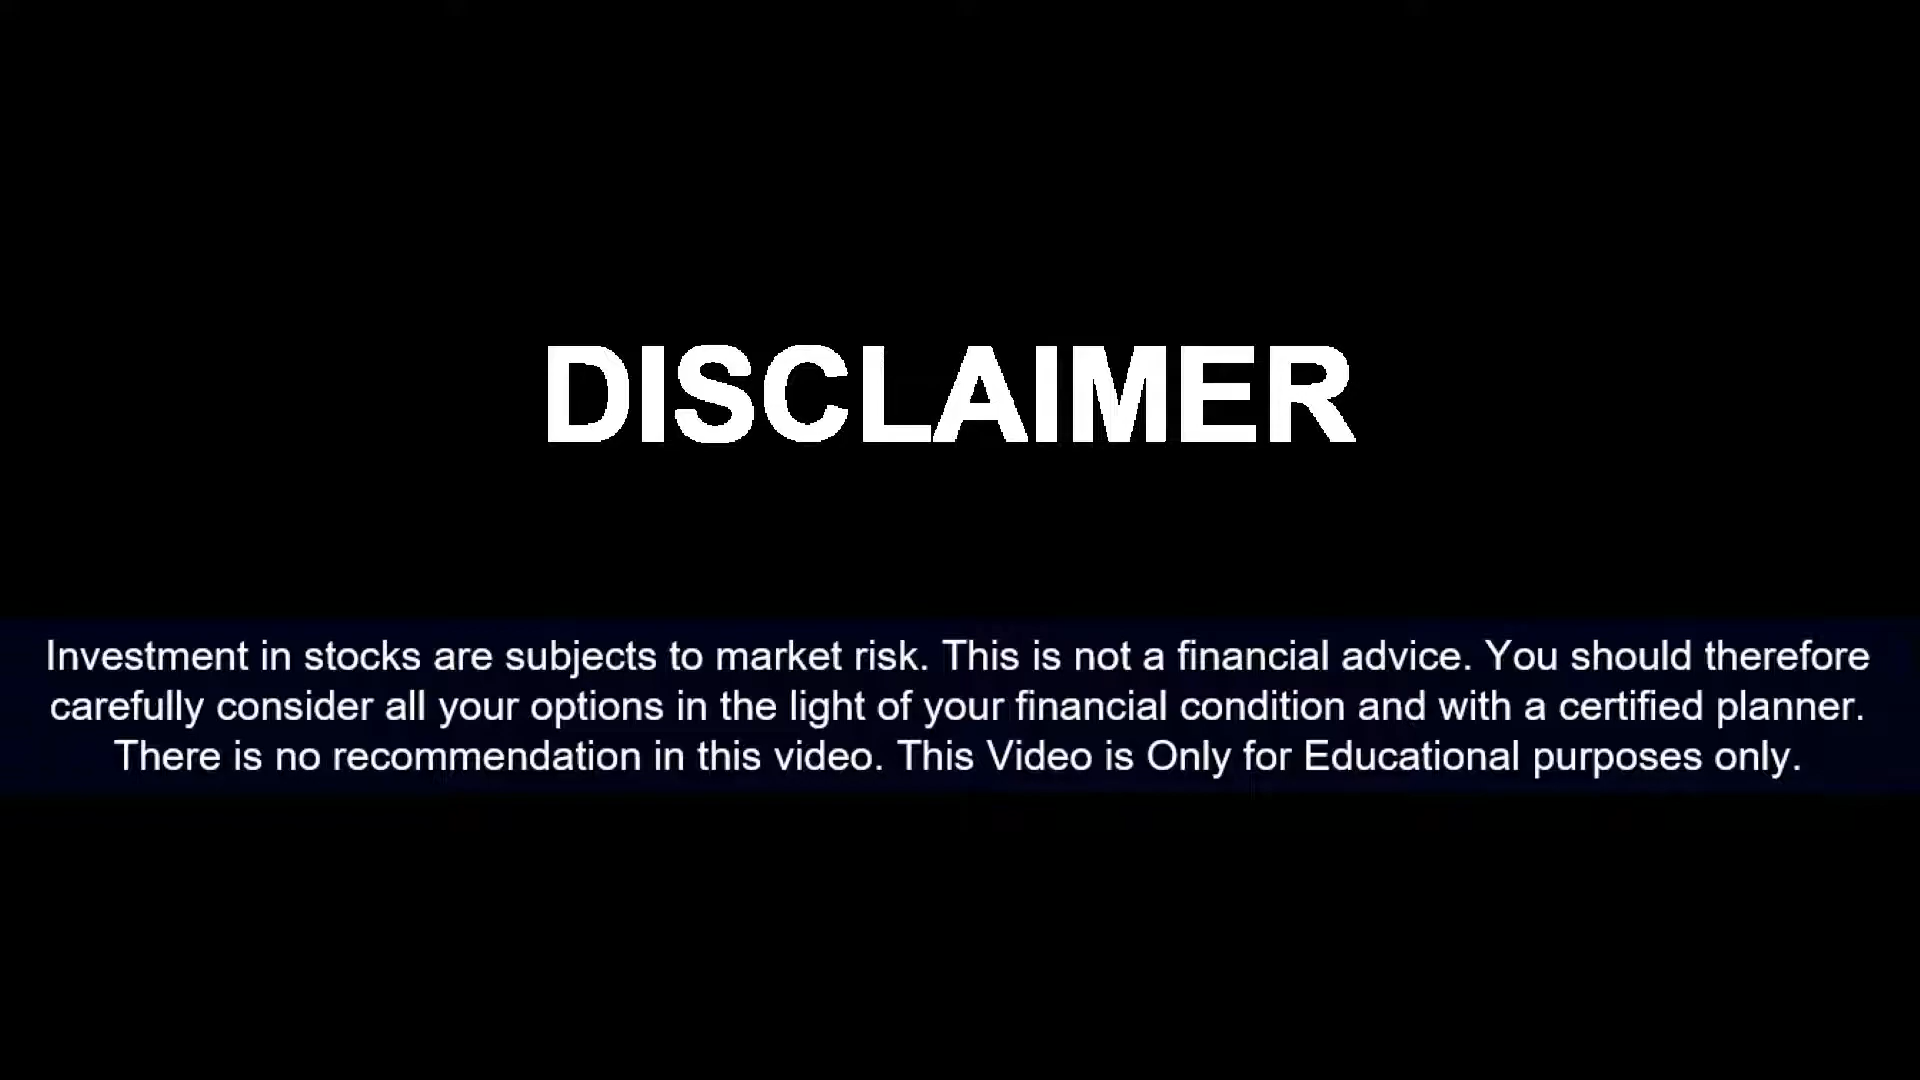 DISCLAIMER
Investment in stocks are subjects to market risk. This is not a financial advice. You should therefore
carefully consider all your options in the light of your financial condition and with a certified planner.
There is no recommendation in this video. This Video is Only for Educational purposes only.